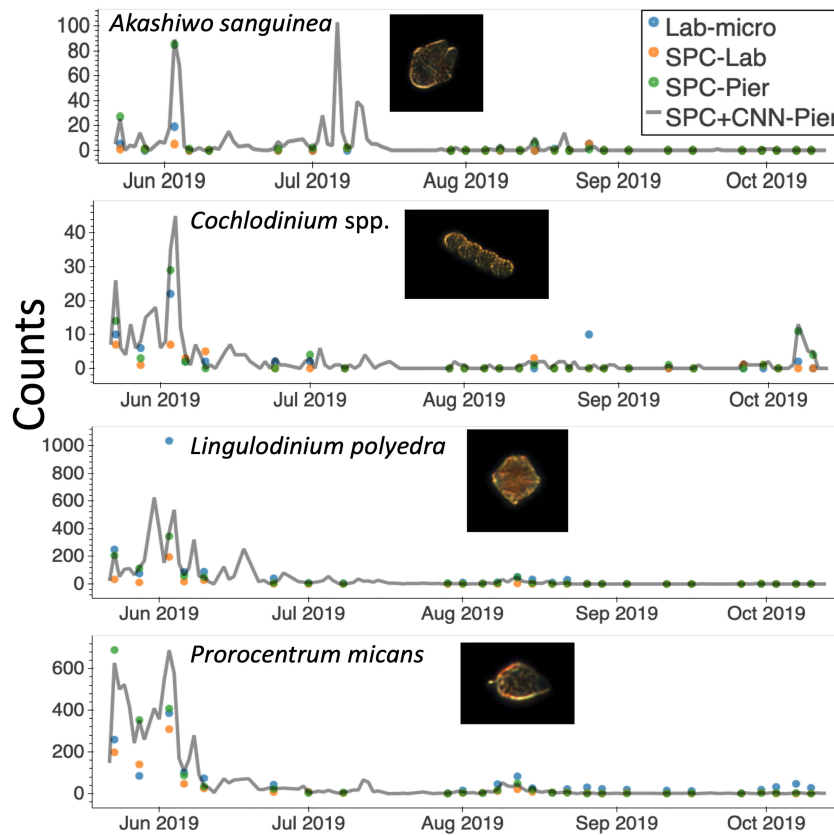 Akashiwo sanguinea
Lab-micro
SPC-Lab
SPC-Pier
SPC+CNN-Pier
100
80
60
40
20
0
Jun 2019 Jul 2019 Aug 2019 Sep 2019 Oct 2019
Cochlodinium spp.
40
30
20
10
0
Jun 2019 Jul 2019 Aug 2019 Sep 2019 Oct 2019
Counts
Lingulodinium polyedra
1000
800
600
400
200
0
Jun 2019 Jul 2019 Aug 2019 Sep 2019 Oct 2019
Prorocentrum micans
600
400
200
0
Jun 2019 Jul 2019 Aug 2019 Sep 2019 Oct 2019